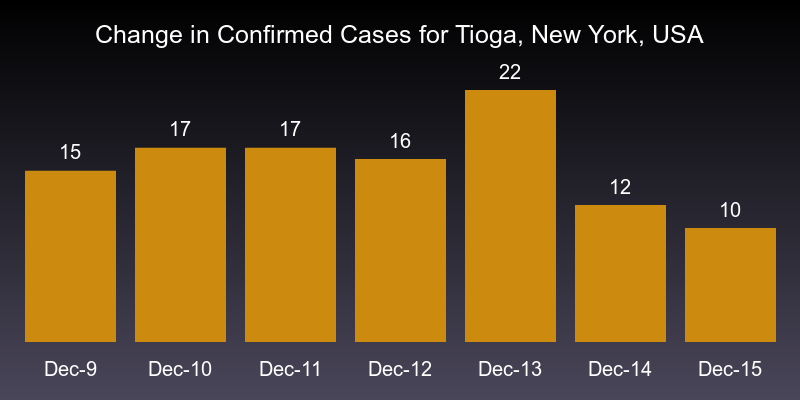 Change in Confirmed Cases for Tioga, New York, USA
15 17 17 16 22 12 10
Dec-9 Dec-10 Dec-11 Dec-12 Dec-13 Dec-14 Dec-15